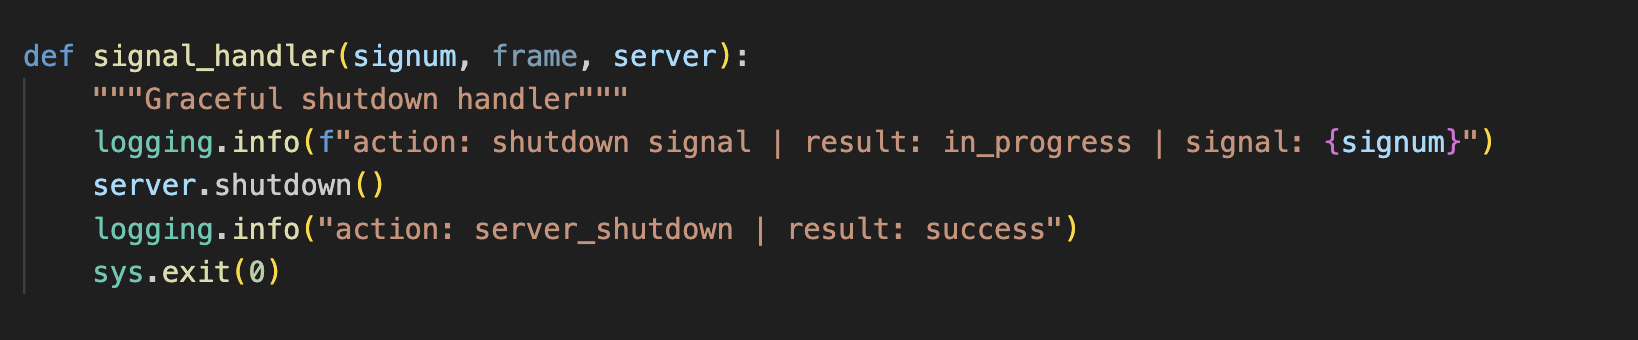 def signal_handler(signum, frame, server):
    """Graceful shutdown handler"""
    logging.info(f"action: shutdown signal | result: in_progress | signal: {signum}")
    server.shutdown()
    logging.info("action: server_shutdown | result: success")
    sys.exit(0)